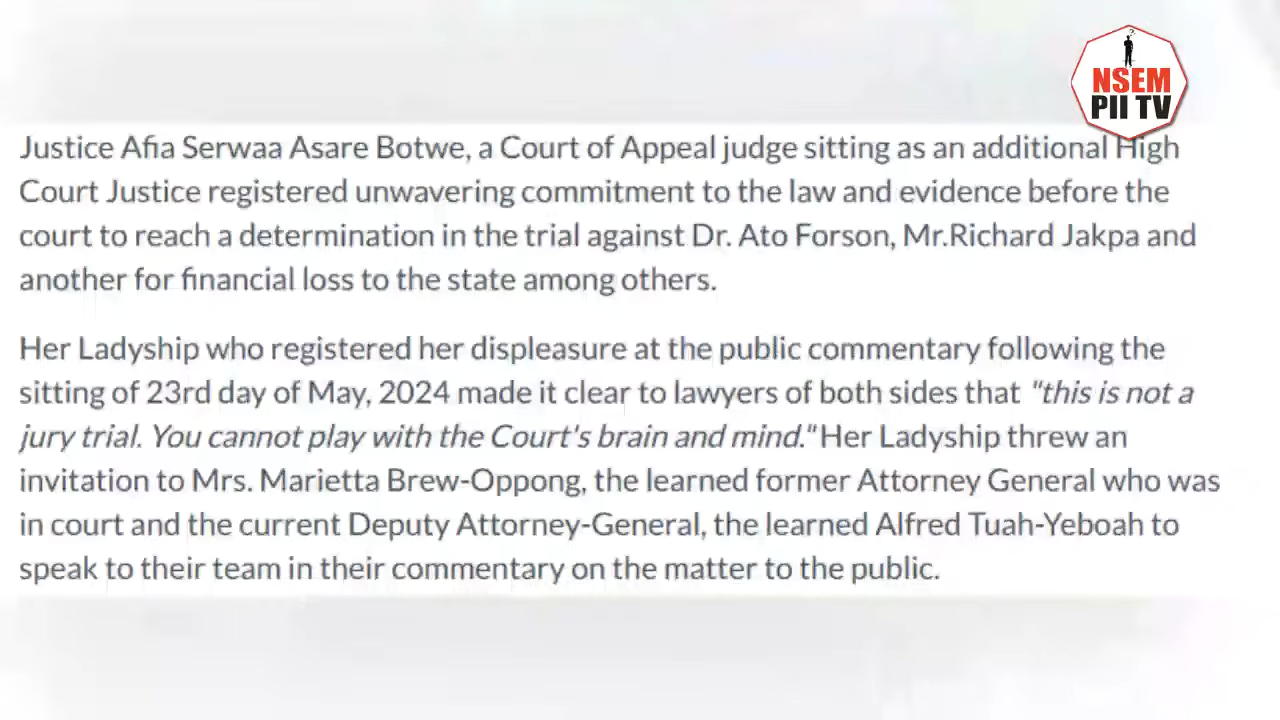 NSEM
PII TV
Justice Afia Serwaa Asare Botwe, a Court of Appeal judge sitting as an additional High
Court Justice registered unwavering commitment to the law and evidence before the
court to reach a determination in the trial against Dr. Ato Forson, Mr.Richard Jakpa and
another for financial loss to the state among others.
Her Ladyship who registered her displeasure at the public commentary following the
sitting of 23rd day of May, 2024 made it clear to lawyers of both sides that "this is not a
jury trial. You cannot play with the Court's brain and mind." Her Ladyship threw an
invitation to Mrs. Marietta Brew-Oppong, the learned former Attorney General who was
in court and the current Deputy Attorney-General, the learned Alfred Tuah-Yeboah to
speak to their team in their commentary on the matter to the public.